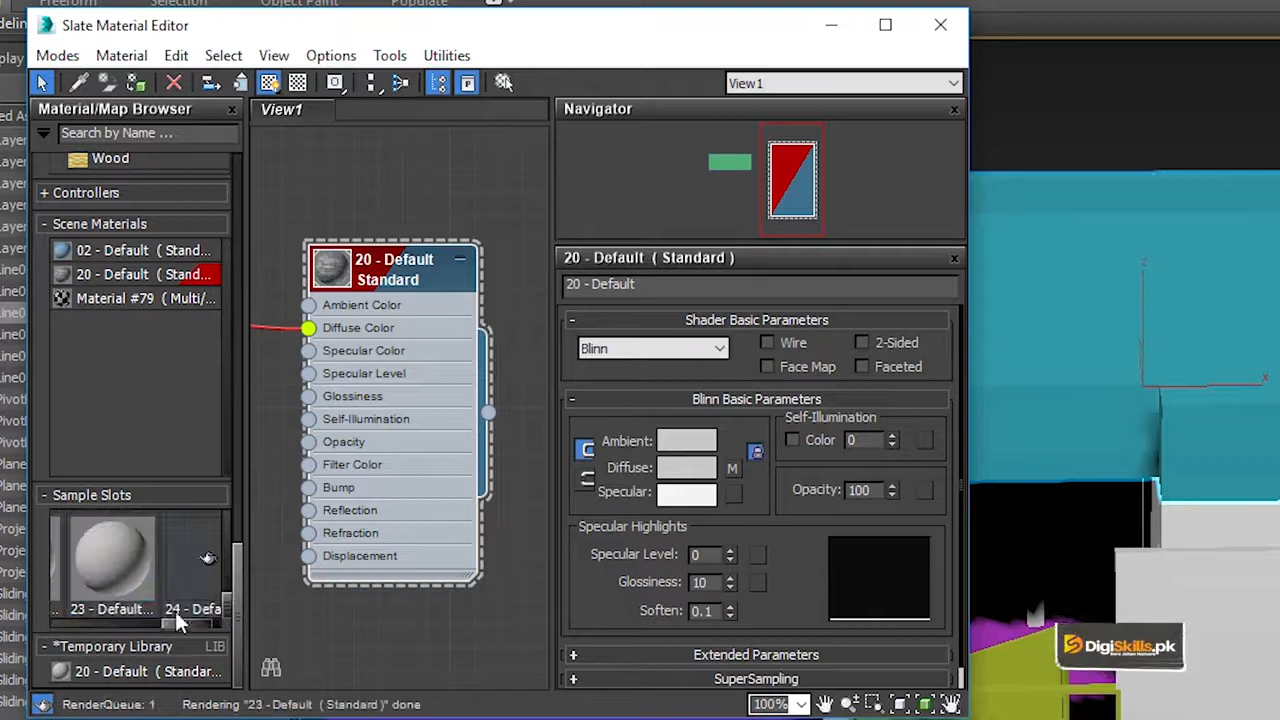 Freeform
Selection
Object Paint
Populate
Slate Material Editor
Modes Material Edit Select View Options Tools Utilities
View1
Material/Map Browser
View1
Navigator
Search by Name ...
Wood
+ Controllers
- Scene Materials
02 - Default ( Stand...
20 - Default ( Stand...
Material #79 ( Multi/...
- Sample Slots
23 - Default...
24 - Defa
*Temporary Library LIB
20 - Default ( Standar...
20 - Default
Standard
Ambient Color
Diffuse Color
Specular Color
Specular Level
Glossiness
Self-Illumination
Opacity
Filter Color
Bump
Reflection
Refraction
Displacement
20 - Default ( Standard )
20 - Default
- Shader Basic Parameters
Blinn
Wire
2-Sided
Face Map
Faceted
- Blinn Basic Parameters
Self-Illumination
Ambient:
Color 0
Diffuse: M
Specular:
Opacity: 100
Specular Highlights
Specular Level: 0
Glossiness: 10
Soften: 0.1
+ Extended Parameters
+ SuperSampling
RenderQueue: 1
Rendering "23 - Default ( Standard )" done
100%
z
x
DigiSkills.pk